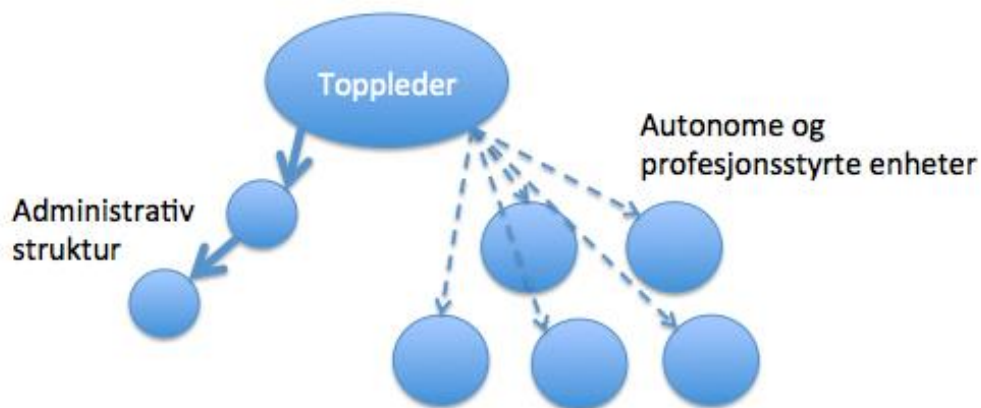 Toppleder
Autonome og
profesjonsstyrte enheter
Administrativ
struktur